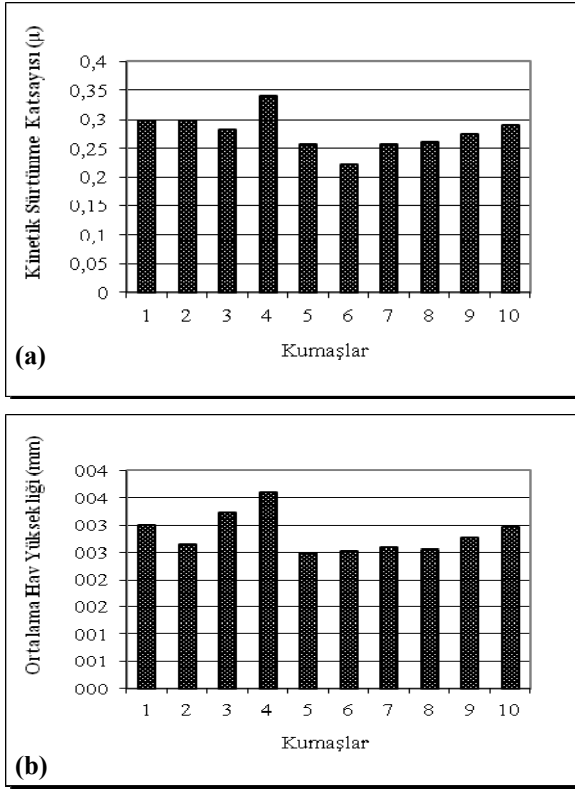 Kinetik Sürtünme Katsayısı (µ)
0,4
0,35
0,3
0,25
0,2
0,15
0,1
0,05
0
1 2 3 4 5 6 7 8 9 10
Kumaşlar
(a)
Ortalama Hav Yüksekliği (mm)
004
004
003
003
002
002
001
001
000
1 2 3 4 5 6 7 8 9 10
Kumaşlar
(b)